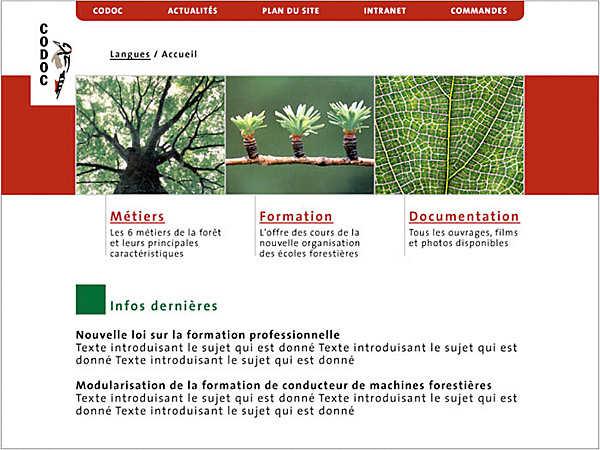 CODOC ACTUALITÉS PLAN DU SITE INTRANET COMMANDES
CODOC
Langues / Accueil
Métiers
Les 6 métiers de la forêt
et leurs principales
caractéristiques
Formation
L'offre des cours de la
nouvelle organisation
des écoles forestières
Documentation
Tous les ouvrages, films
et photos disponibles
Infos dernières
Nouvelle loi sur la formation professionnelle
Texte introduisant le sujet qui est donné Texte introduisant le sujet qui est
donné Texte introduisant le sujet qui est donné
Modularisation de la formation de conducteur de machines forestières
Texte introduisant le sujet qui est donné Texte introduisant le sujet qui est
donné Texte introduisant le sujet qui est donné